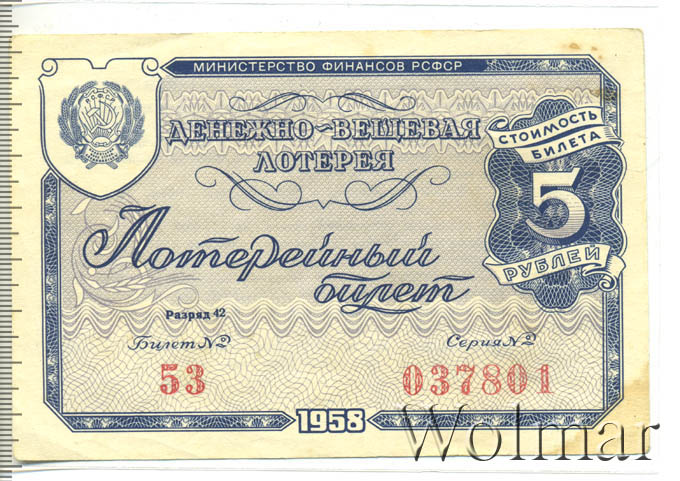 МИНИСТЕРСТВО ФИНАНСОВ РСФСР
ДЕНЕЖНО-ВЕЩЕВАЯ
ЛОТЕРЕЯ
СТОИМОСТЬ
БИЛЕТА
5
РУБЛЕЙ
Лотерейный
билет
Разряд 42
Билет №
Серия №
53
037801
1958
Wolmar